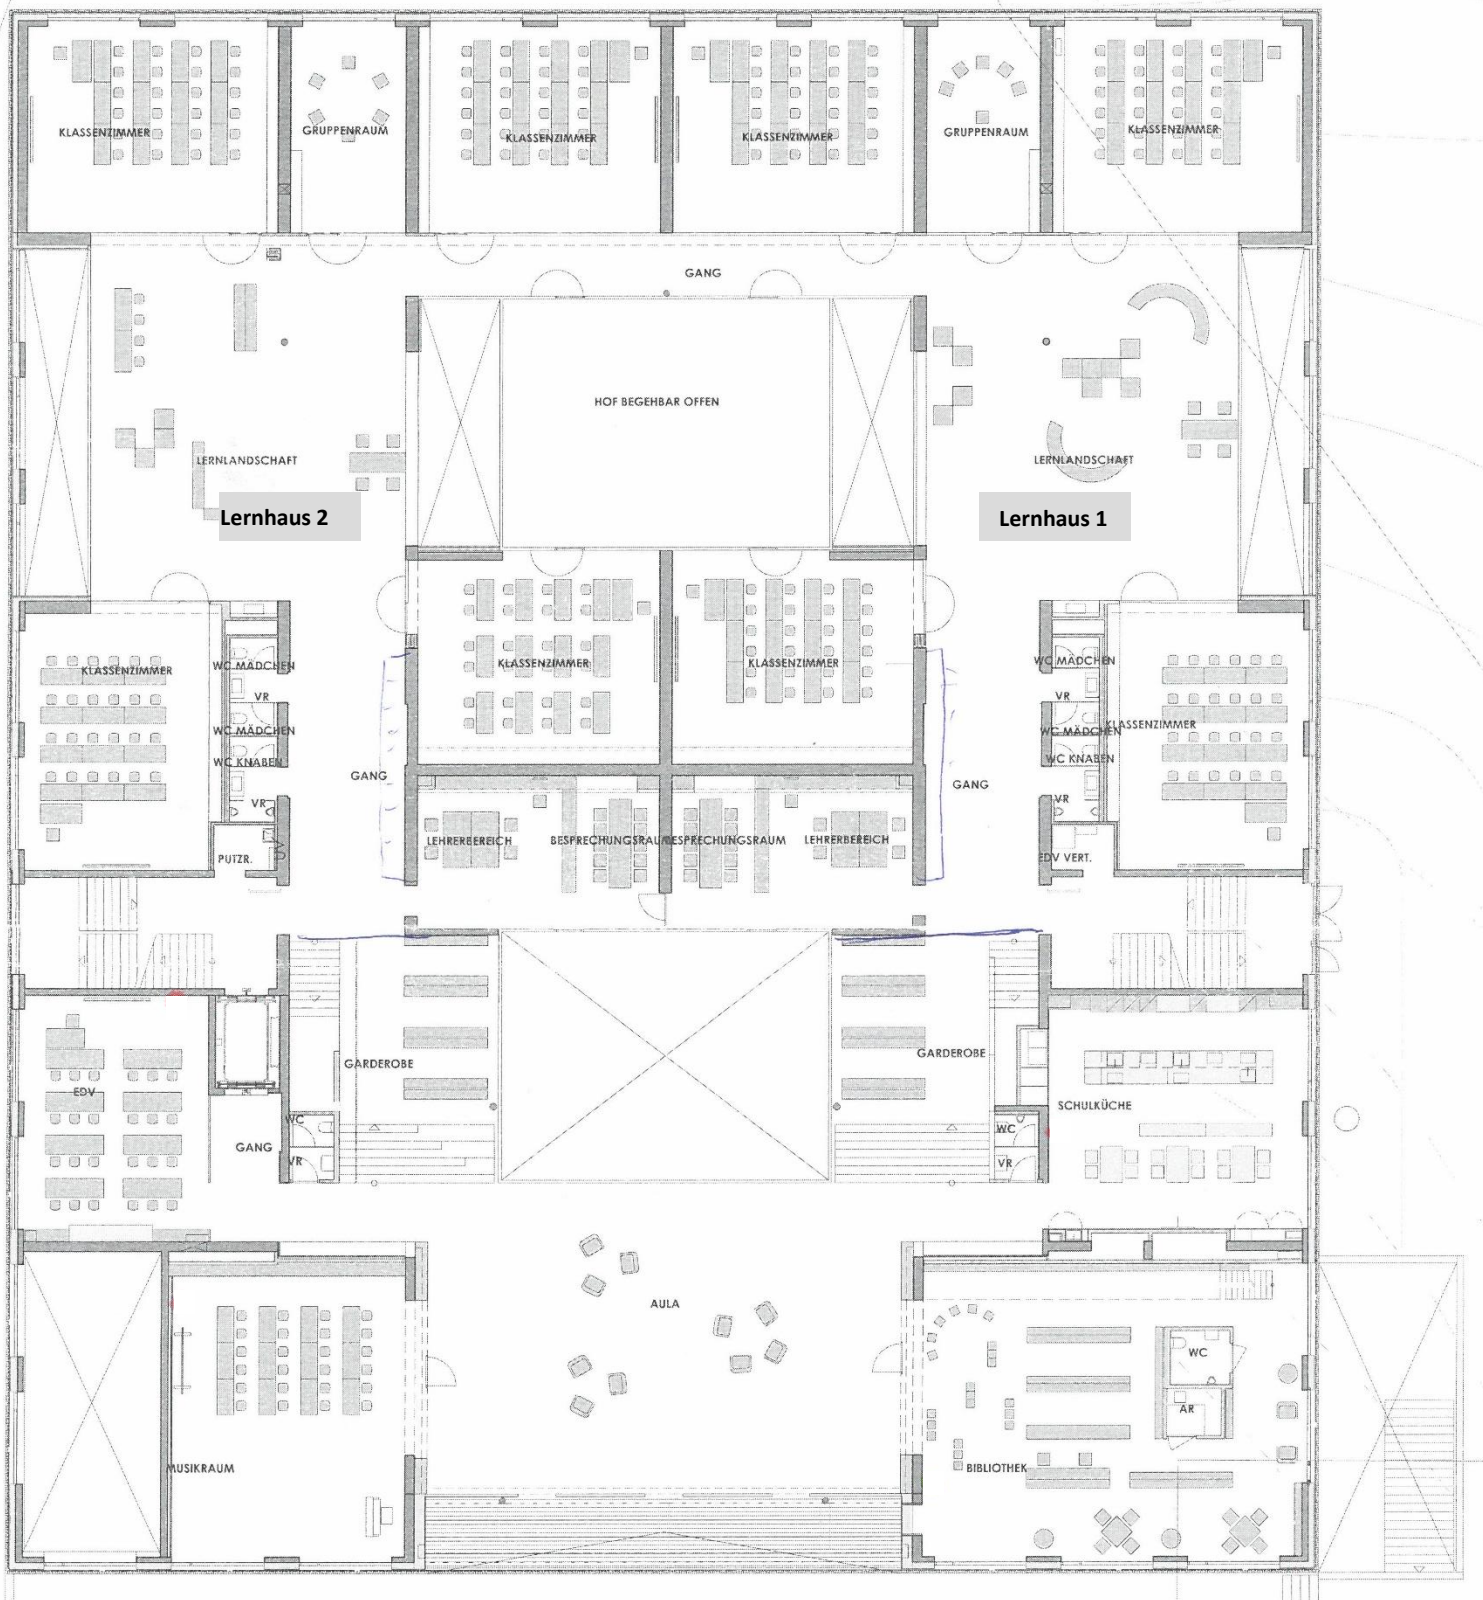 KLASSENZIMMER
GRUPPENRAUM
KLASSENZIMMER
KLASSENZIMMER
GRUPPENRAUM
KLASSENZIMMER
GANG
HOF BEGEHBAR OFFEN
LERNLANDSCHAFT
LERNLANDSCHAFT
Lernhaus 2
Lernhaus 1
KLASSENZIMMER
WC MÄDCHEN
VR
WC MÄDCHEN
WC KNABEN
VR
PUTZR.
GANG
KLASSENZIMMER
KLASSENZIMMER
WC MÄDCHEN
VR
WC MÄDCHEN
WC KNABEN
VR
EDV VERT.
KLASSENZIMMER
GANG
LEHRERBEREICH
BESPRECHUNGSRAUM
BESPRECHUNGSRAUM
LEHRERBEREICH
GARDEROBE
GARDEROBE
EDV
GANG
WC
VR
WC
VR
SCHULKÜCHE
AULA
MUSIKRAUM
BIBLIOTHEK
WC
AR